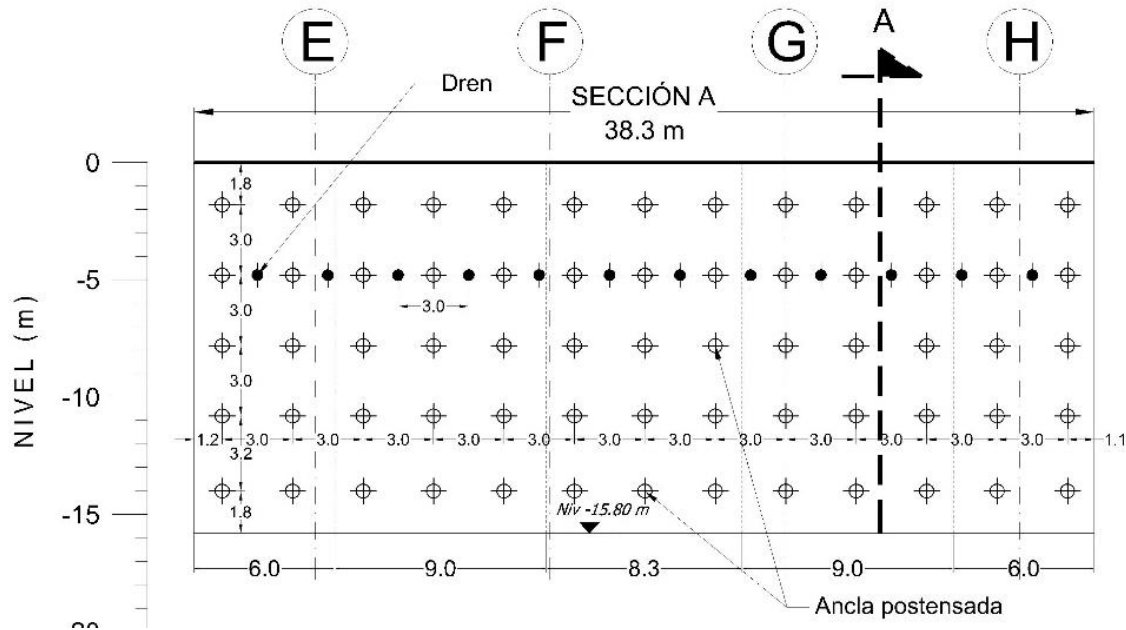 E F G A H
Dren
SECCIÓN A
38.3 m
0
1.8
3.0
-5
3.0
3.0
NIVEL (m)
3.0
-10
1.2 3.0 3.0 3.0 3.0 3.0 3.0 3.0 3.0 3.0 3.0 3.0 3.0 1.1
3.2
-15
1.8
Niv -15.80 m
6.0 9.0 8.3 9.0 6.0
Ancla postensada